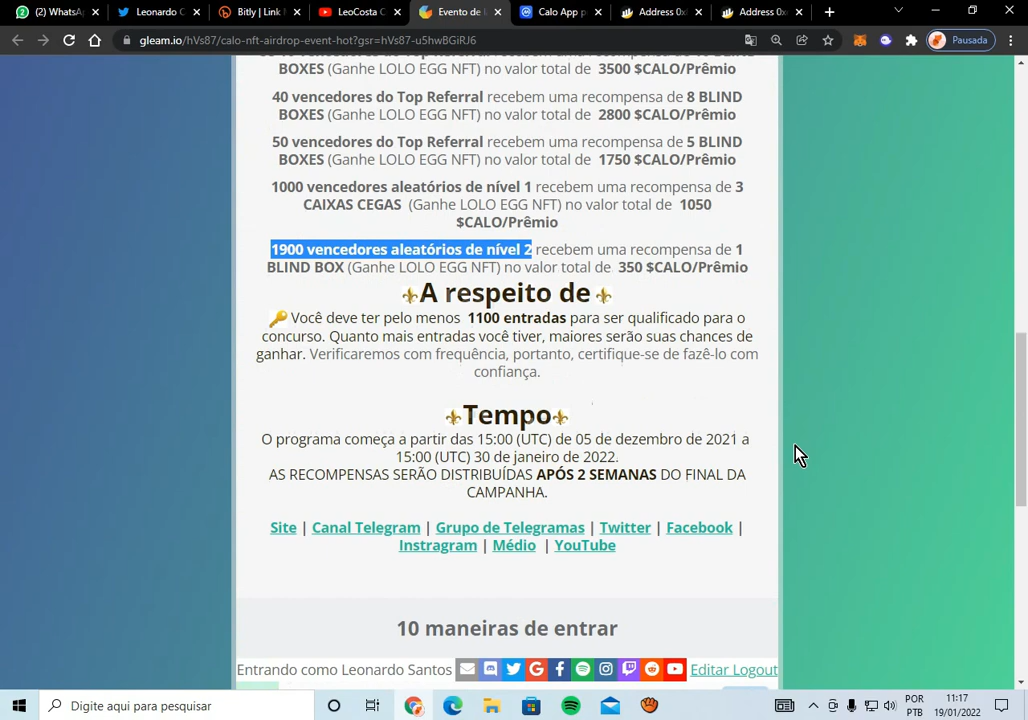 (2) WhatsA
Leonardo C
Bitly | Link M
LeoCosta C
Evento de l
Calo App p
Address 0x
Address 0x
gleam.io/hVs87/calo-nft-airdrop-event-hot?gsr=hVs87-u5hwBGiRJ6
Pausada
BOXES (Ganhe LOLO EGG NFT) no valor total de 3500 $CALO/Prêmio
40 vencedores do Top Referral recebem uma recompensa de 8 BLIND
BOXES (Ganhe LOLO EGG NFT) no valor total de 2800 $CALO/Prêmio
50 vencedores do Top Referral recebem uma recompensa de 5 BLIND
BOXES (Ganhe LOLO EGG NFT) no valor total de 1750 $CALO/Prêmio
1000 vencedores aleatórios de nível 1 recebem uma recompensa de 3
CAIXAS CEGAS (Ganhe LOLO EGG NFT) no valor total de 1050
$CALO/Prêmio
1900 vencedores aleatórios de nível 2 recebem uma recompensa de 1
BLIND BOX (Ganhe LOLO EGG NFT) no valor total de 350 $CALO/Prêmio
A respeito de
Você deve ter pelo menos 1100 entradas para ser qualificado para o
concurso. Quanto mais entradas você tiver, maiores serão suas chances de
ganhar. Verificaremos com frequência, portanto, certifique-se de fazê-lo com
confiança.
Tempo
O programa começa a partir das 15:00 (UTC) de 05 de dezembro de 2021 a
15:00 (UTC) 30 de janeiro de 2022.
AS RECOMPENSAS SERÃO DISTRIBUÍDAS APÓS 2 SEMANAS DO FINAL DA
CAMPANHA.
Site | Canal Telegram | Grupo de Telegramas | Twitter | Facebook |
Instragram | Médio | YouTube
10 maneiras de entrar
Entrando como Leonardo Santos
Editar Logout
Digite aqui para pesquisar
POR
PTB
11:17
19/01/2022